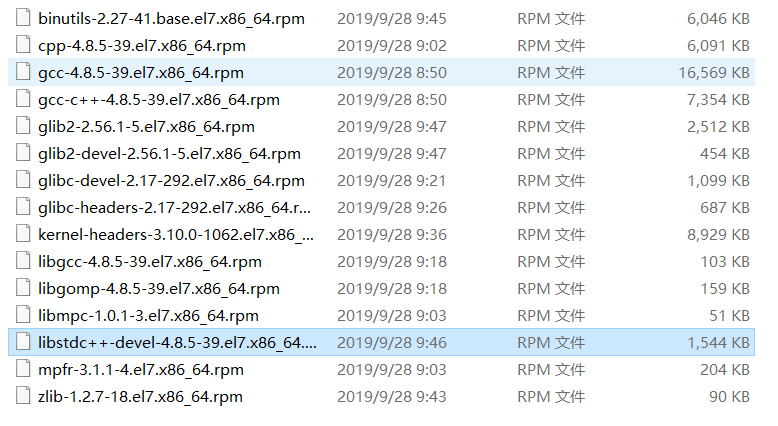 binutils-2.27-41.base.el7.x86_64.rpm 2019/9/28 9:45 RPM 文件 6,046 KB
cpp-4.8.5-39.el7.x86_64.rpm 2019/9/28 9:02 RPM 文件 6,091 KB
gcc-4.8.5-39.el7.x86_64.rpm 2019/9/28 8:50 RPM 文件 16,569 KB
gcc-c++-4.8.5-39.el7.x86_64.rpm 2019/9/28 8:50 RPM 文件 7,354 KB
glib2-2.56.1-5.el7.x86_64.rpm 2019/9/28 9:47 RPM 文件 2,512 KB
glib2-devel-2.56.1-5.el7.x86_64.rpm 2019/9/28 9:47 RPM 文件 454 KB
glibc-devel-2.17-292.el7.x86_64.rpm 2019/9/28 9:21 RPM 文件 1,099 KB
glibc-headers-2.17-292.el7.x86_64.r... 2019/9/28 9:26 RPM 文件 687 KB
kernel-headers-3.10.0-1062.el7.x86_... 2019/9/28 9:36 RPM 文件 8,929 KB
libgcc-4.8.5-39.el7.x86_64.rpm 2019/9/28 9:18 RPM 文件 103 KB
libgomp-4.8.5-39.el7.x86_64.rpm 2019/9/28 9:18 RPM 文件 159 KB
libmpc-1.0.1-3.el7.x86_64.rpm 2019/9/28 9:03 RPM 文件 51 KB
libstdc++-devel-4.8.5-39.el7.x86_64.... 2019/9/28 9:46 RPM 文件 1,544 KB
mpfr-3.1.1-4.el7.x86_64.rpm 2019/9/28 9:03 RPM 文件 204 KB
zlib-1.2.7-18.el7.x86_64.rpm 2019/9/28 9:43 RPM 文件 90 KB